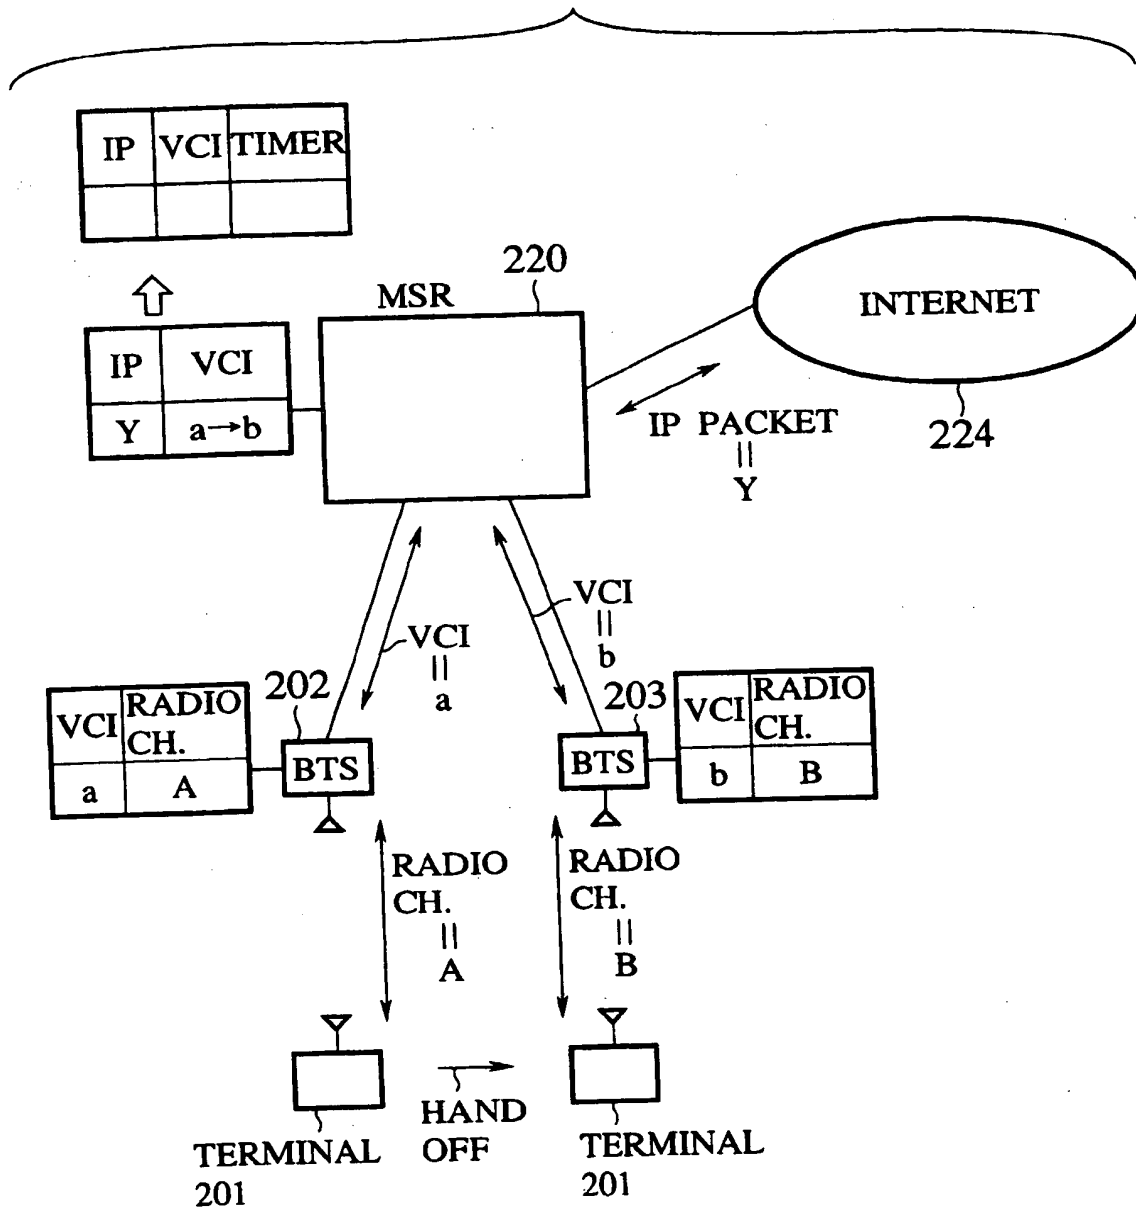 IP VCI TIMER
220
MSR
INTERNET
IP VCI
Y a→b
IP PACKET
||
Y
224
VCI
||
b
VCI
||
a
202
203
VCI RADIO
CH.
a A
BTS
BTS
VCI RADIO
CH.
b B
RADIO
CH.
||
A
RADIO
CH.
||
B
HAND
OFF
TERMINAL
201
TERMINAL
201